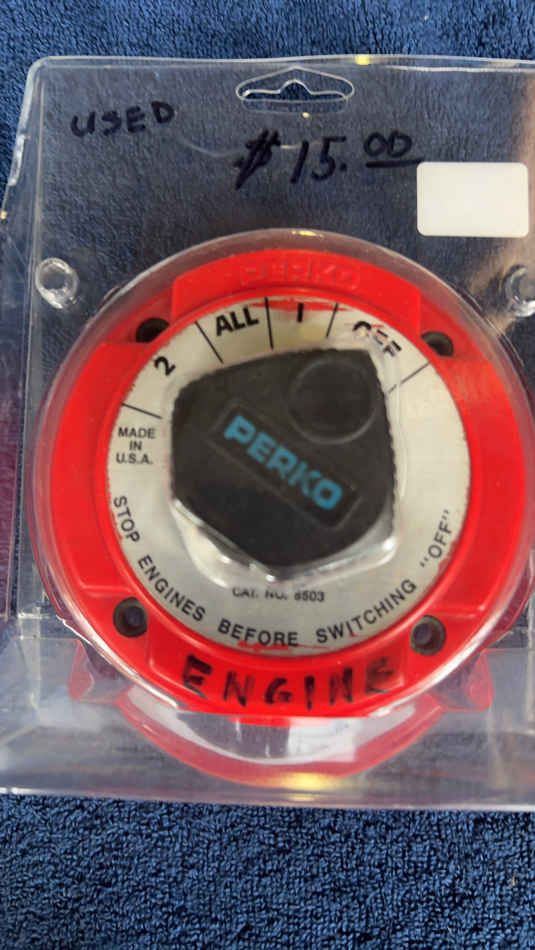 USED
$15.00
PERKO
2 ALL 1 OFF
PERKO
MADE
IN
U.S.A.
CAT. NO. 8503
STOP ENGINES BEFORE SWITCHING "OFF"
ENGINE